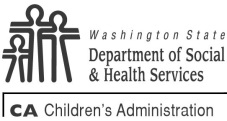 Washington State
Department of Social
& Health Services
CA Children's Administration